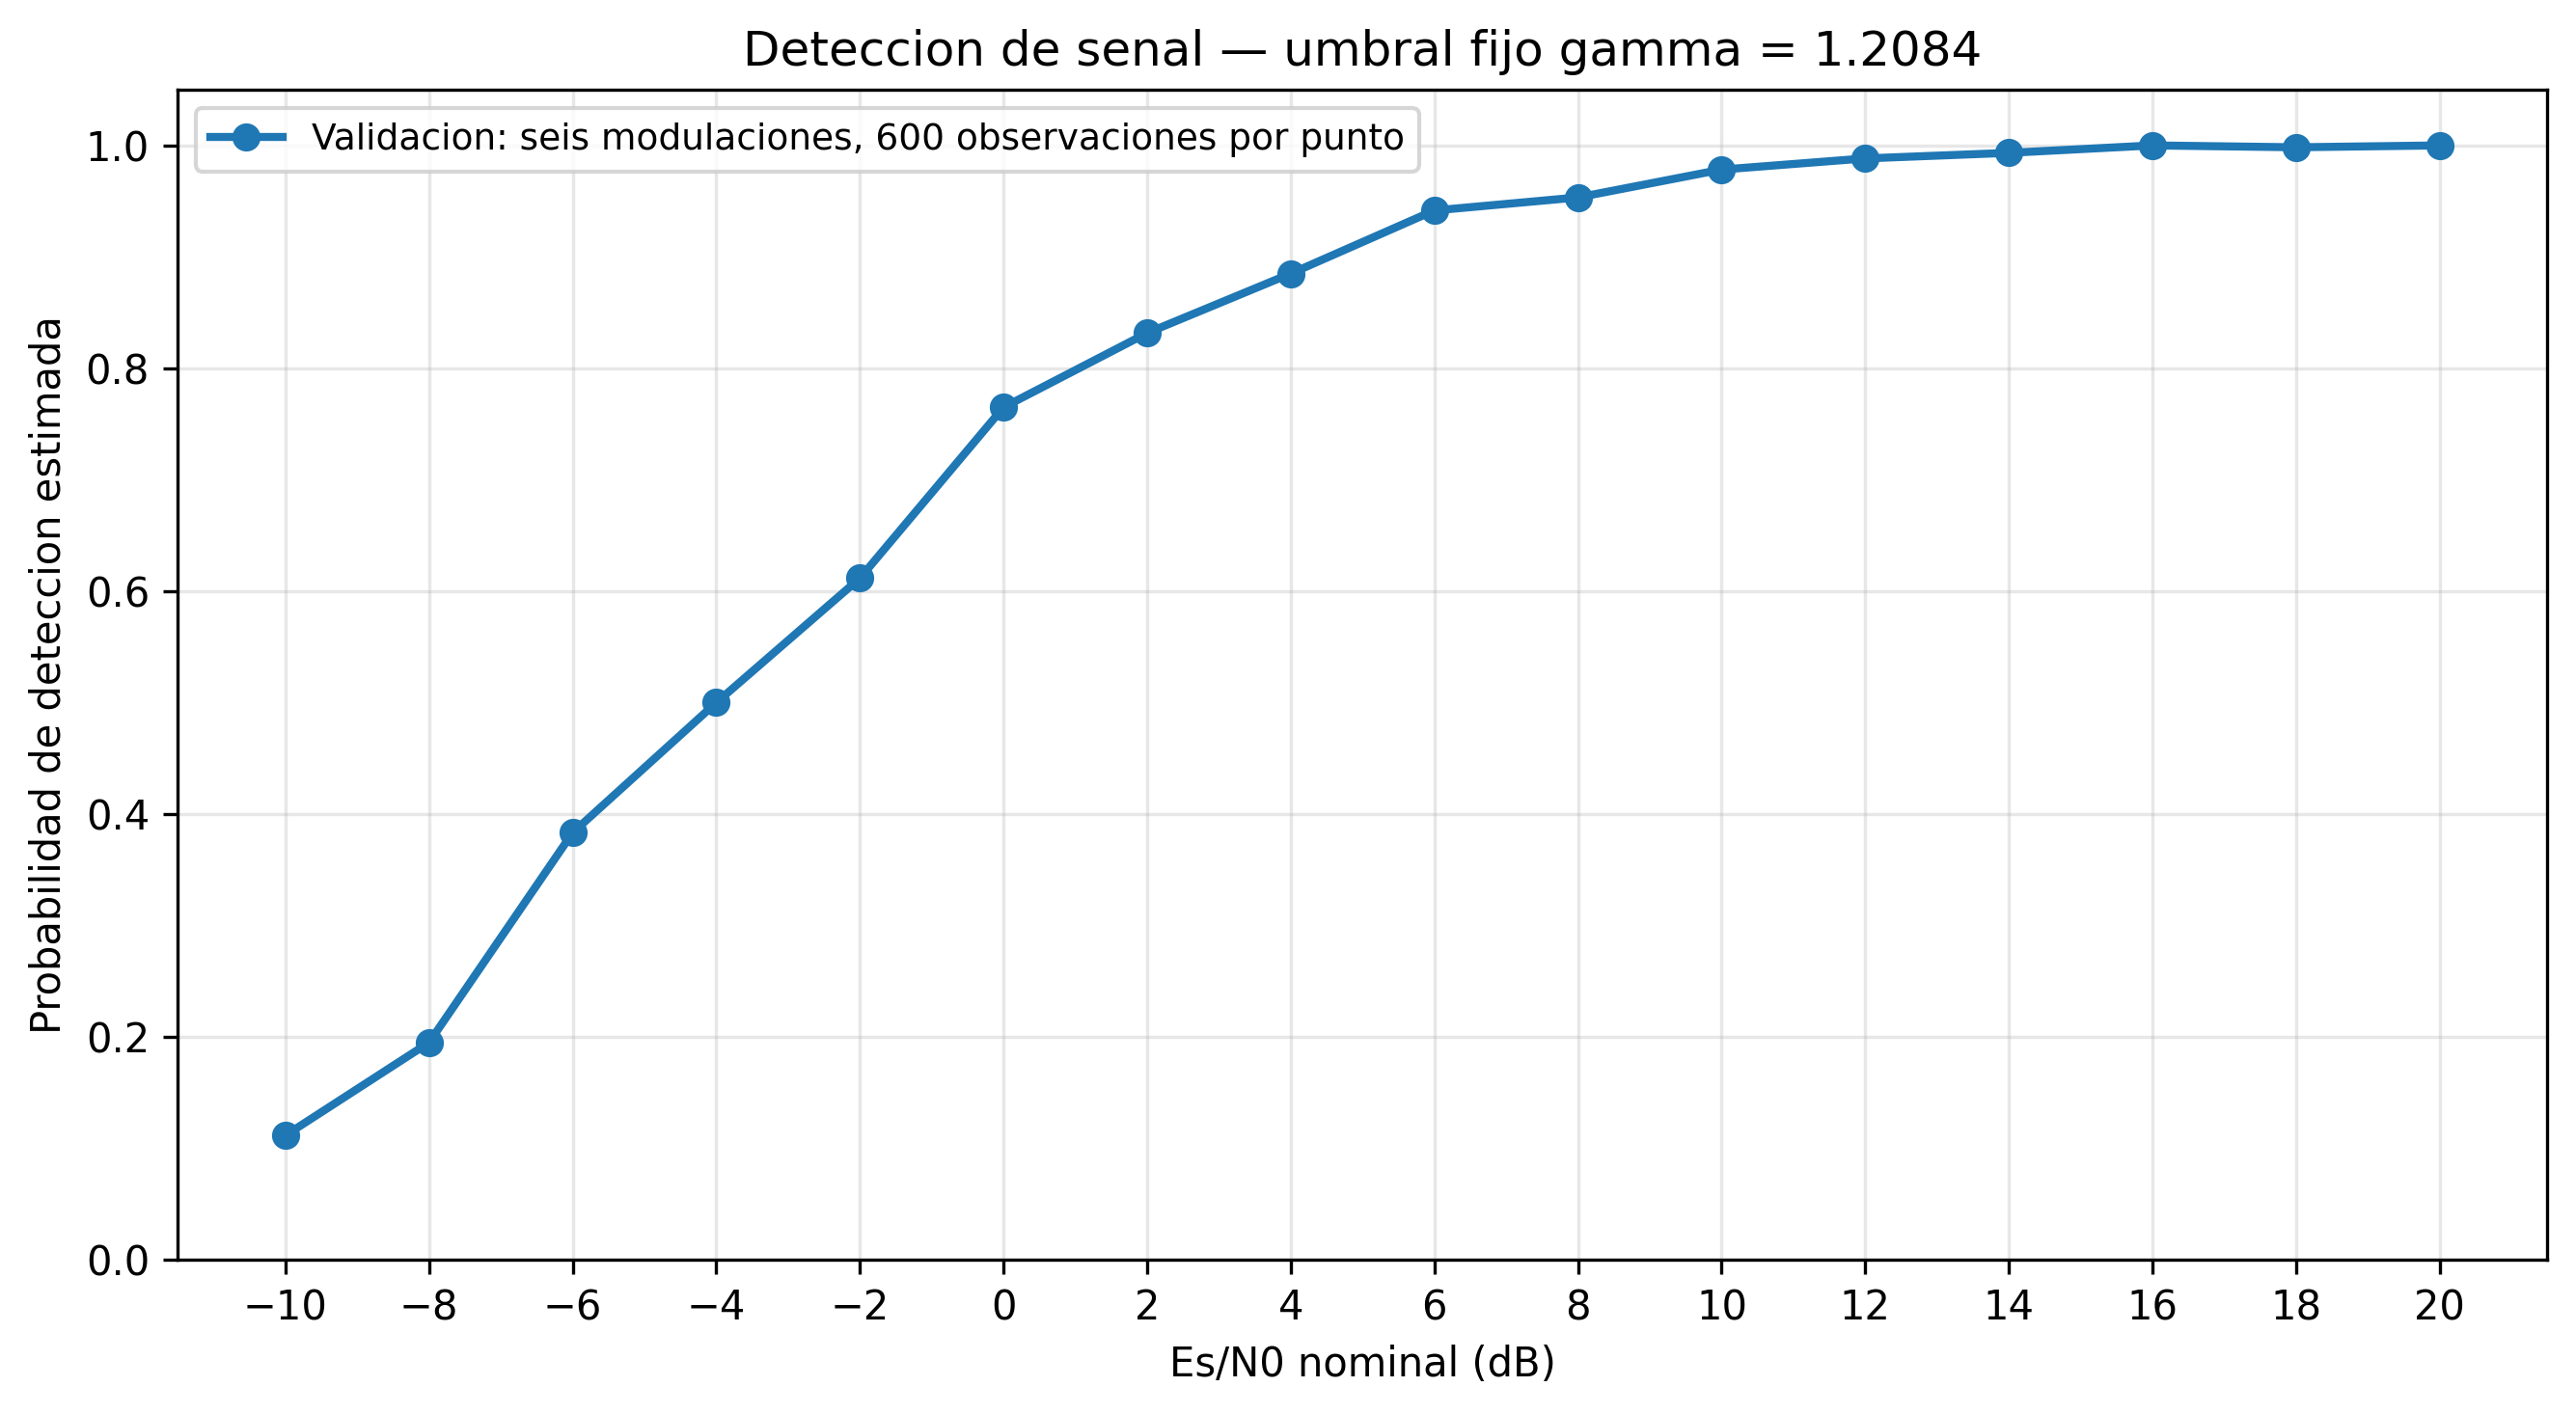 Deteccion de senal — umbral fijo gamma = 1.2084
Validacion: seis modulaciones, 600 observaciones por punto
Probabilidad de deteccion estimada
1.0
0.8
0.6
0.4
0.2
0.0
−10 −8 −6 −4 −2 0 2 4 6 8 10 12 14 16 18 20
Es/N0 nominal (dB)